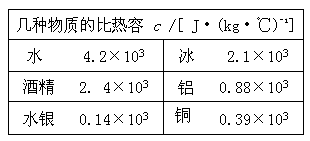 几种物质的比热容 c /[ J·(kg·℃)⁻¹]
水 4.2×10³ 冰 2.1×10³
酒精 2. 4×10³ 铝 0.88×10³
水银 0.14×10³ 铜 0.39×10³